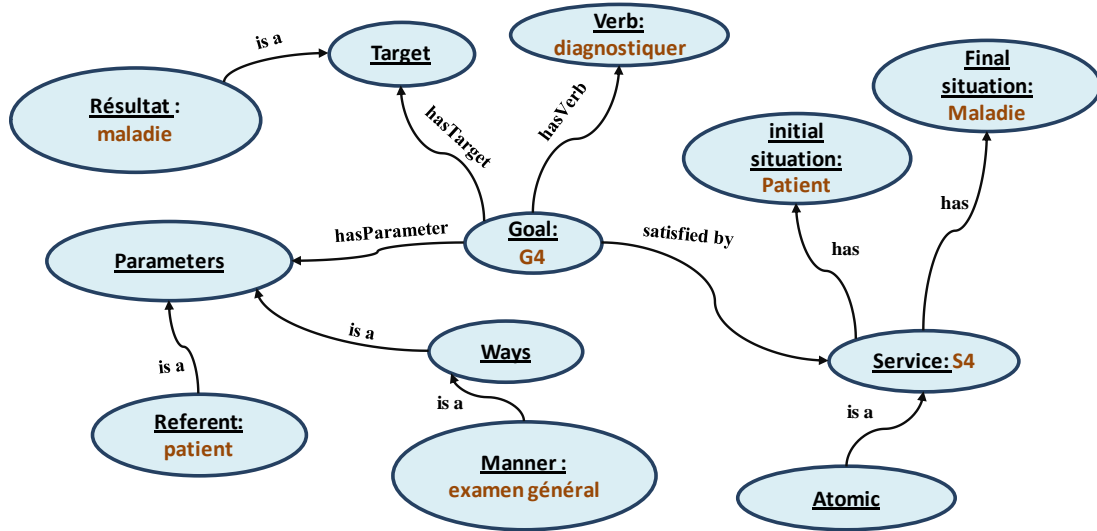 is a
Target
Verb:
diagnostiquer
Final
situation:
Maladie
Résultat :
maladie
hasTarget
hasVerb
initial
situation:
Patient
has
hasParameter
Goal:
G4
satisfied by
has
Parameters
is a
Ways
Service: S4
is a
is a
is a
Referent:
patient
Manner :
examen général
Atomic